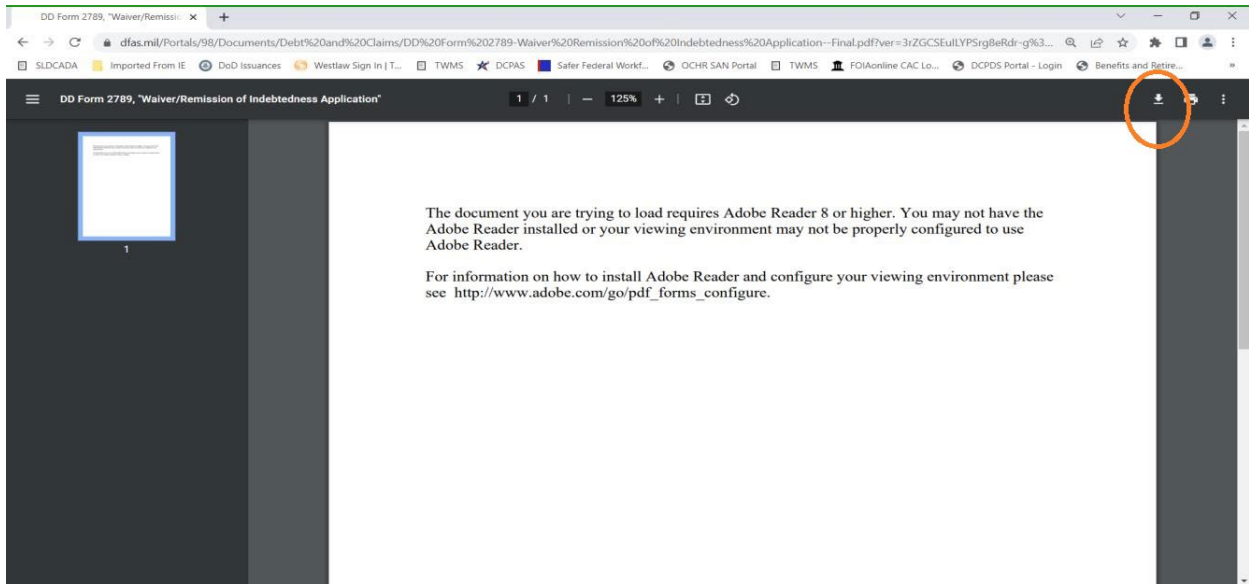 DD Form 2789, "Waiver/Remissic
dfas.mil/Portals/98/Documents/Debt%20and%20Claims/DD%20Form%202789-Waiver%20Remission%20of%20Indebtedness%20Application--Final.pdf?ver=3rZGCSEuILYPSrg8eRdr-g%3...
SLDCADA Imported From IE DoD Issuances Westlaw Sign In | T... TWMS DCPAS Safer Federal Workf... OCHR SAN Portal TWMS FOIAonline CAC Lo... DCPDS Portal - Login Benefits and Retire... »
DD Form 2789, "Waiver/Remission of Indebtedness Application" 1 / 1 | − 125% + |
The document you are trying to load requires Adobe Reader 8 or higher. You may not have the
Adobe Reader installed or your viewing environment may not be properly configured to use
Adobe Reader.
For information on how to install Adobe Reader and configure your viewing environment please
see http://www.adobe.com/go/pdf_forms_configure.
1